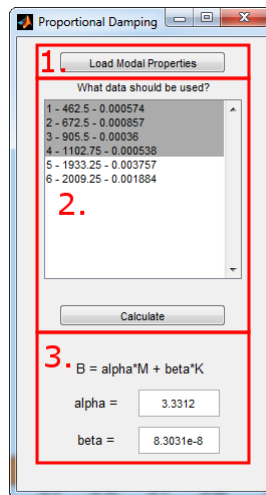 Proportional Damping
1.
Load Modal Properties
What data should be used?
1 - 462.5 - 0.000574
2 - 672.5 - 0.000857
3 - 905.5 - 0.00036
4 - 1102.75 - 0.000538
5 - 1933.25 - 0.003757
6 - 2009.25 - 0.001884
2.
Calculate
3.
B = alpha*M + beta*K
alpha = 3.3312
beta = 8.3031e-8